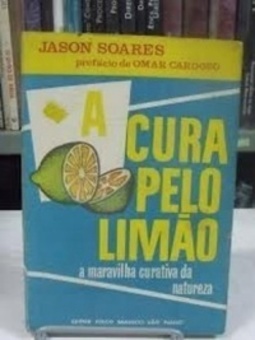 JASON SOARES
prefácio de OMAR CARDOSO
A
CURA
PELO
LIMÃO
a maravilha curativa da
natureza